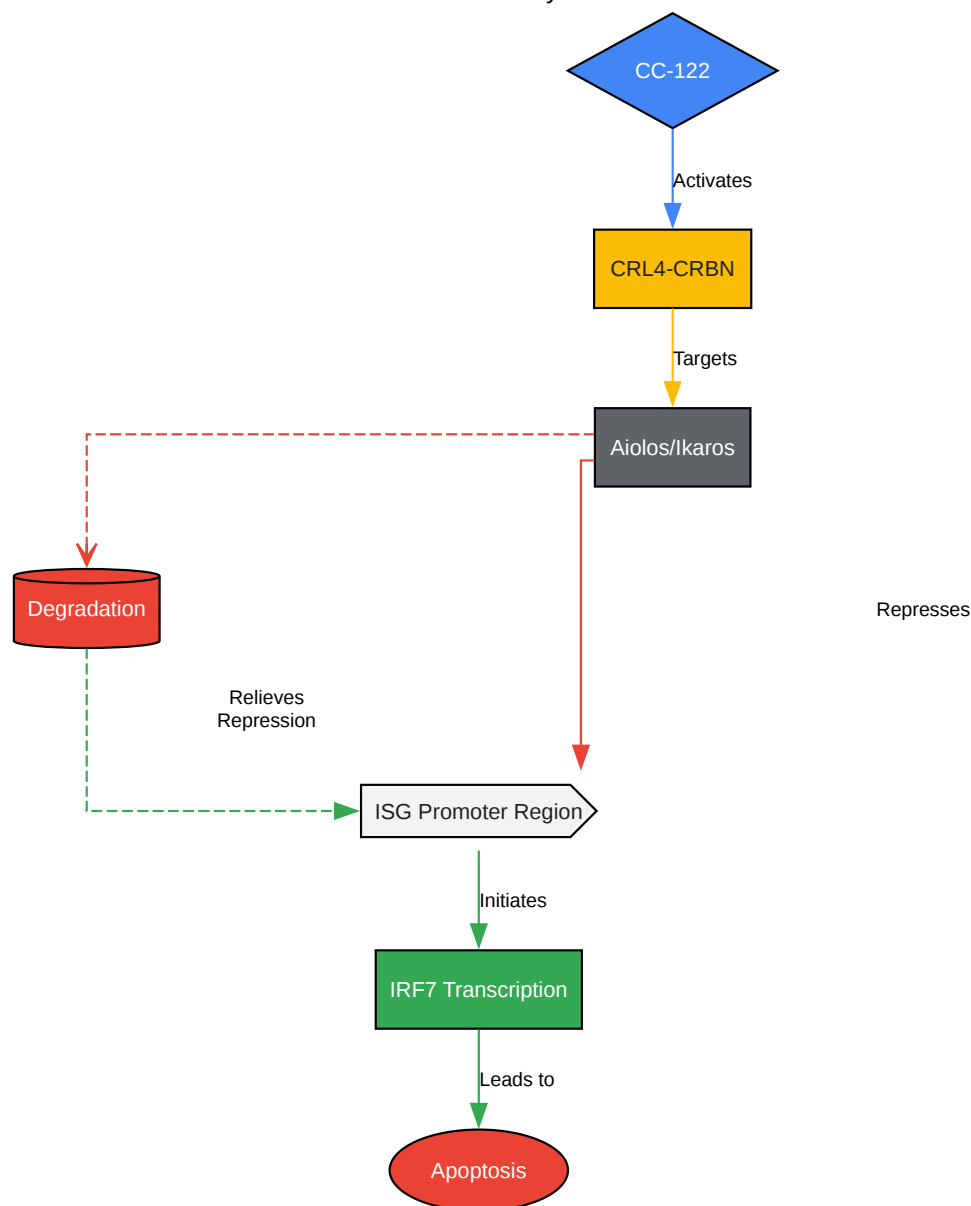 CC-122
Activates
CRL4-CRBN
Targets
Aiolos/Ikaros
Degradation
Represses
Relieves
Repression
ISG Promoter Region
Initiates
IRF7 Transcription
Leads to
Apoptosis